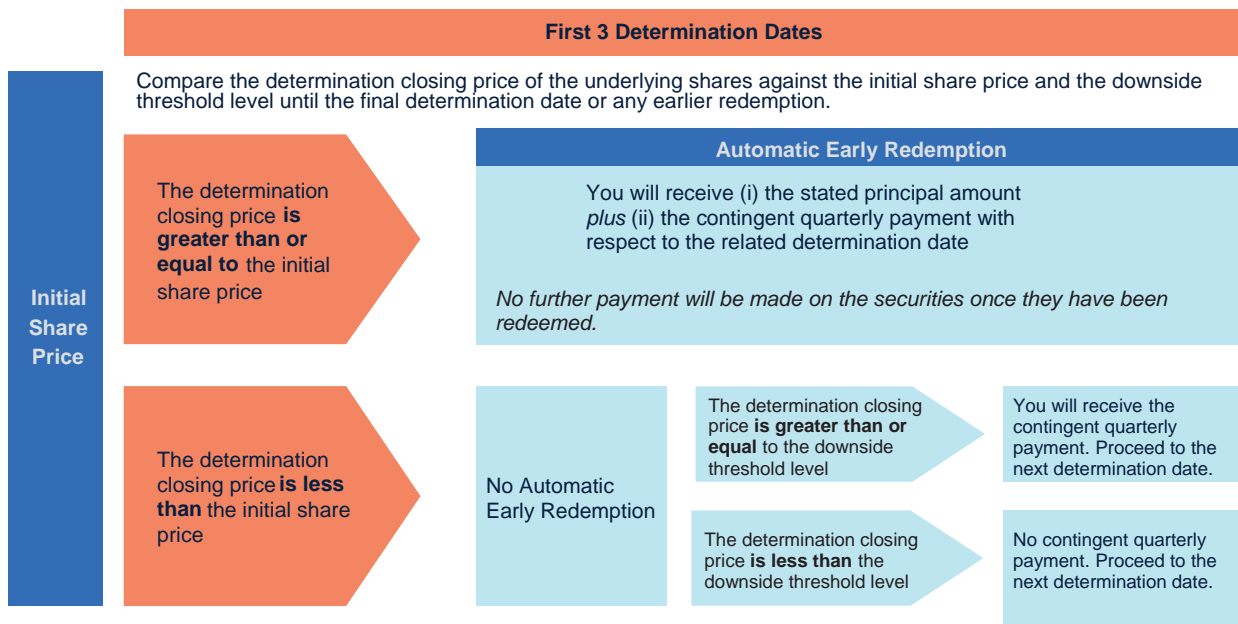 First 3 Determination Dates
Compare the determination closing price of the underlying shares against the initial share price and the downside
threshold level until the final determination date or any earlier redemption.
Initial
Share
Price
The determination
closing price is
greater than or
equal to the initial
share price
Automatic Early Redemption
You will receive (i) the stated principal amount
plus (ii) the contingent quarterly payment with
respect to the related determination date
No further payment will be made on the securities once they have been
redeemed.
The determination
closing price is less
than the initial share
price
No Automatic
Early Redemption
The determination closing
price is greater than or
equal to the downside
threshold level
You will receive the
contingent quarterly
payment. Proceed to the
next determination date.
The determination closing
price is less than the
downside threshold level
No contingent quarterly
payment. Proceed to the
next determination date.